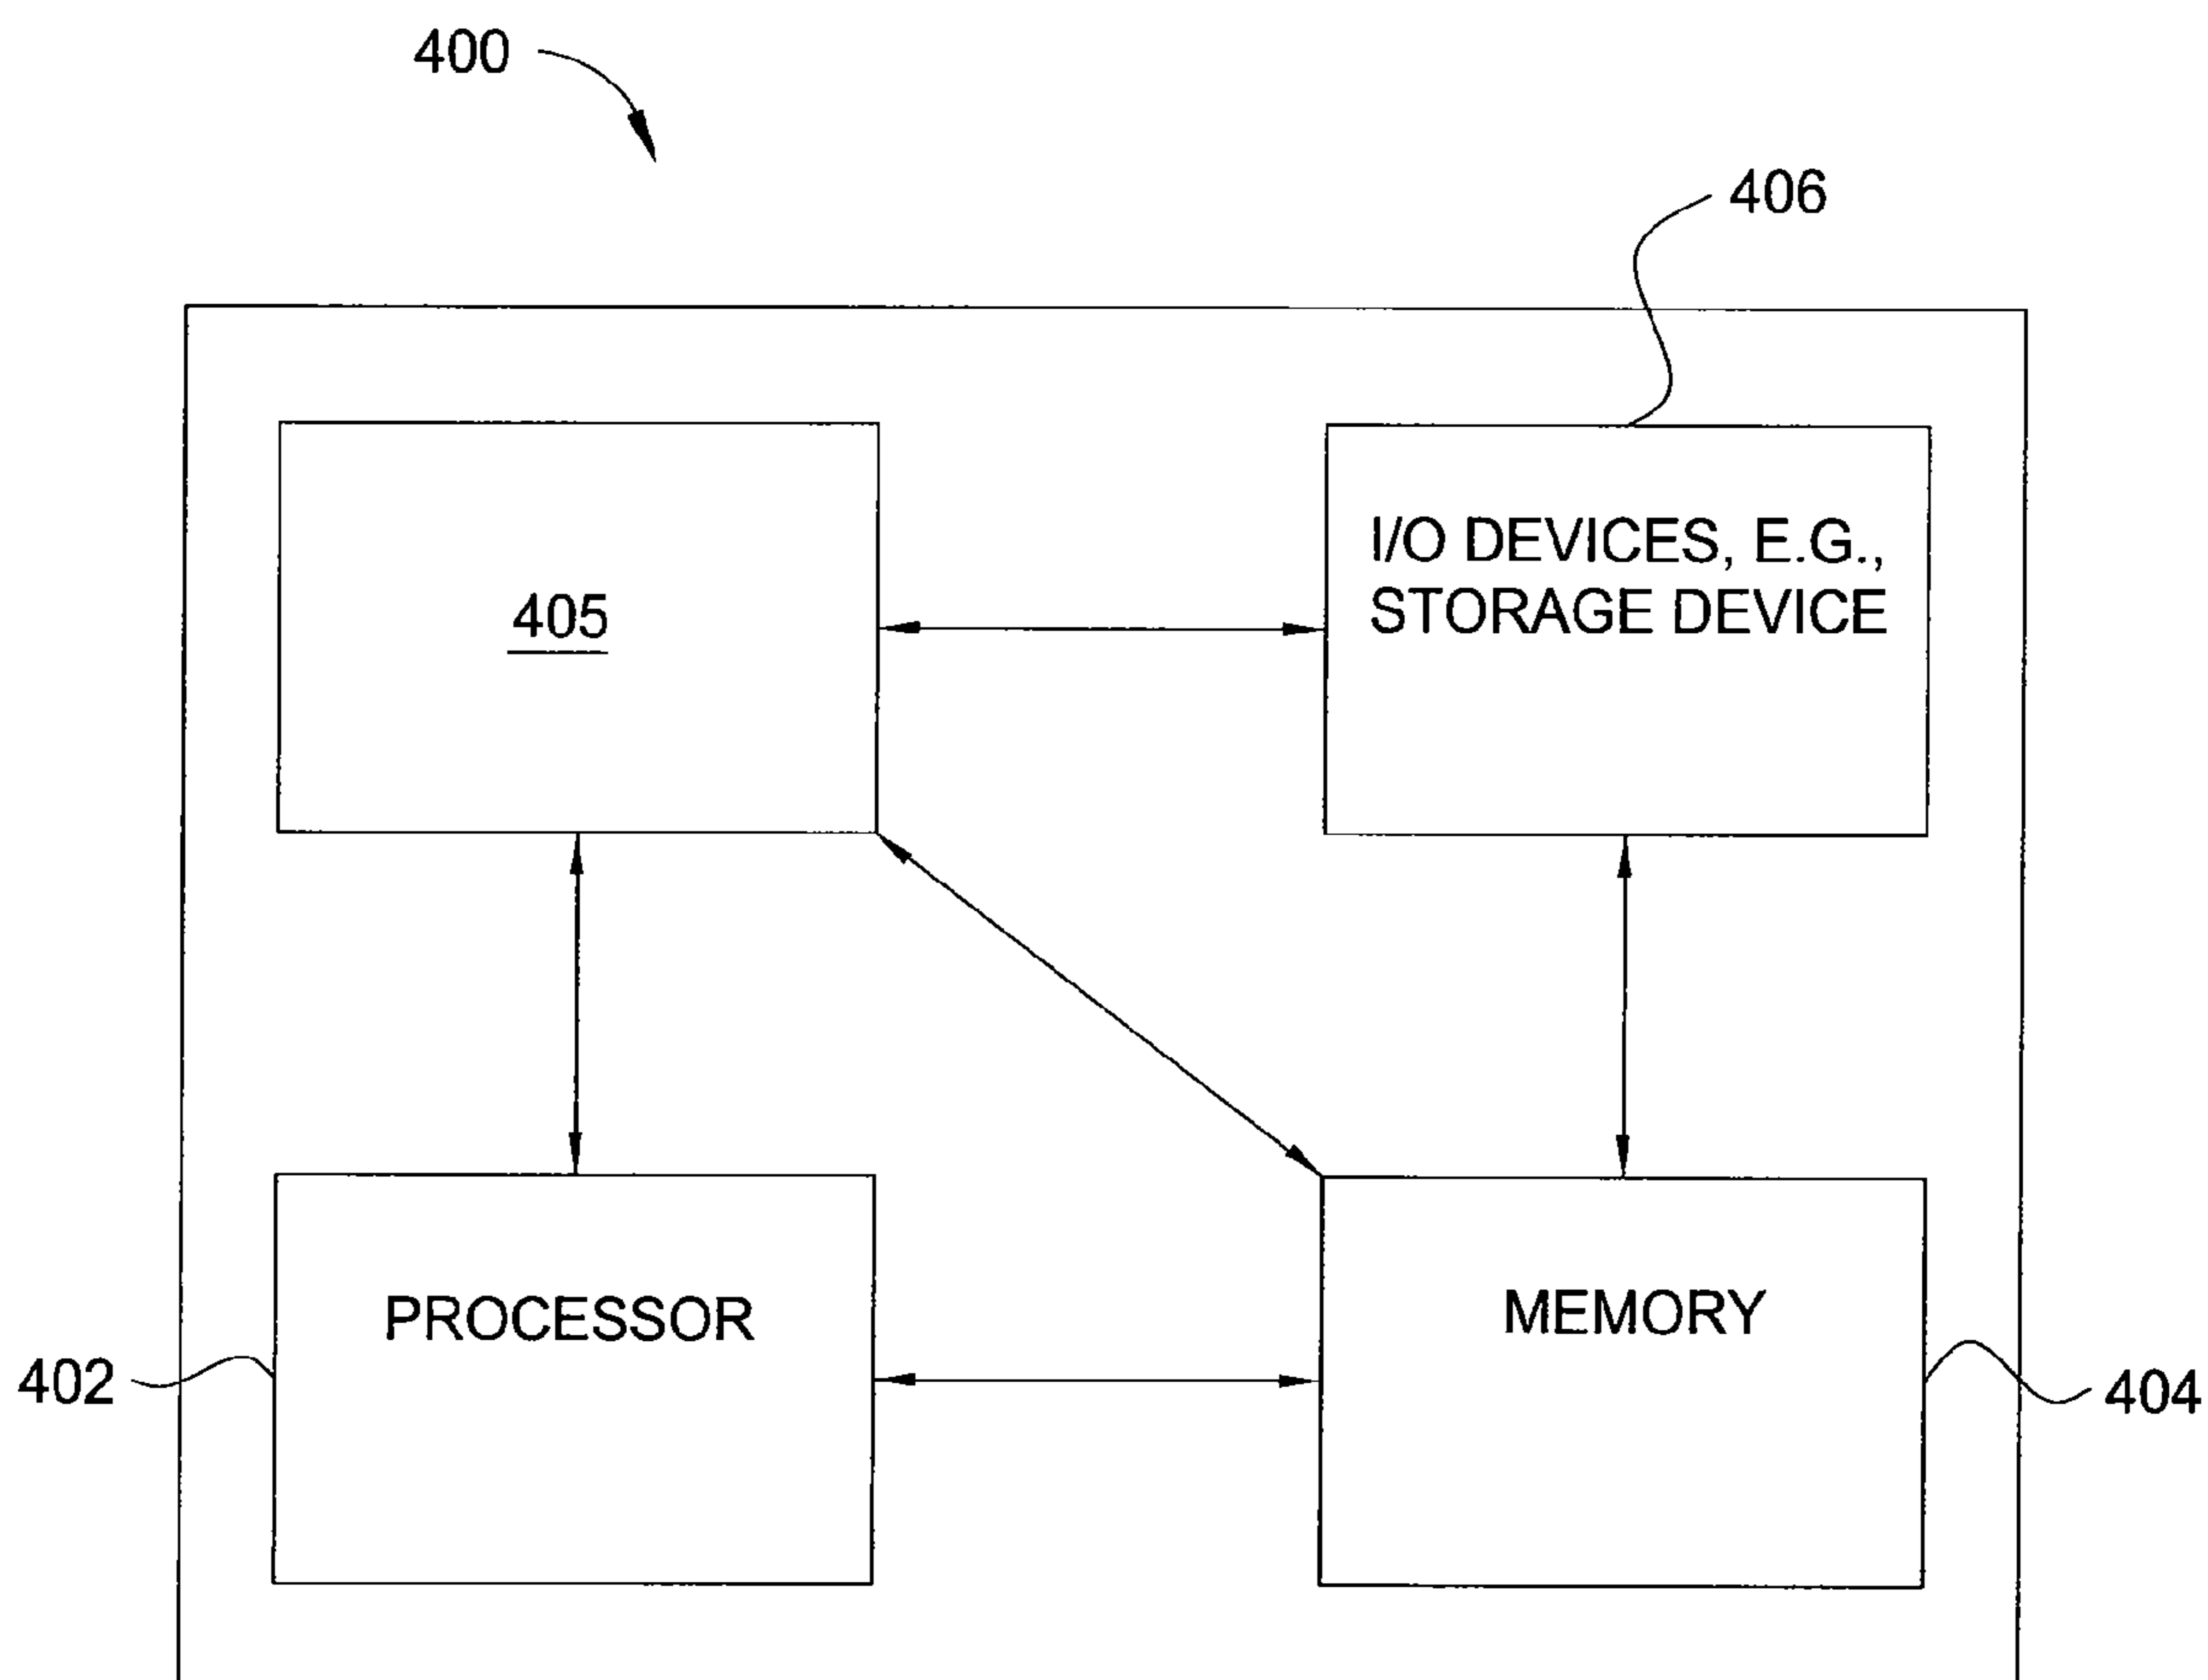 400
406
405
I/O DEVICES, E.G.,
STORAGE DEVICE
PROCESSOR
MEMORY
402
404